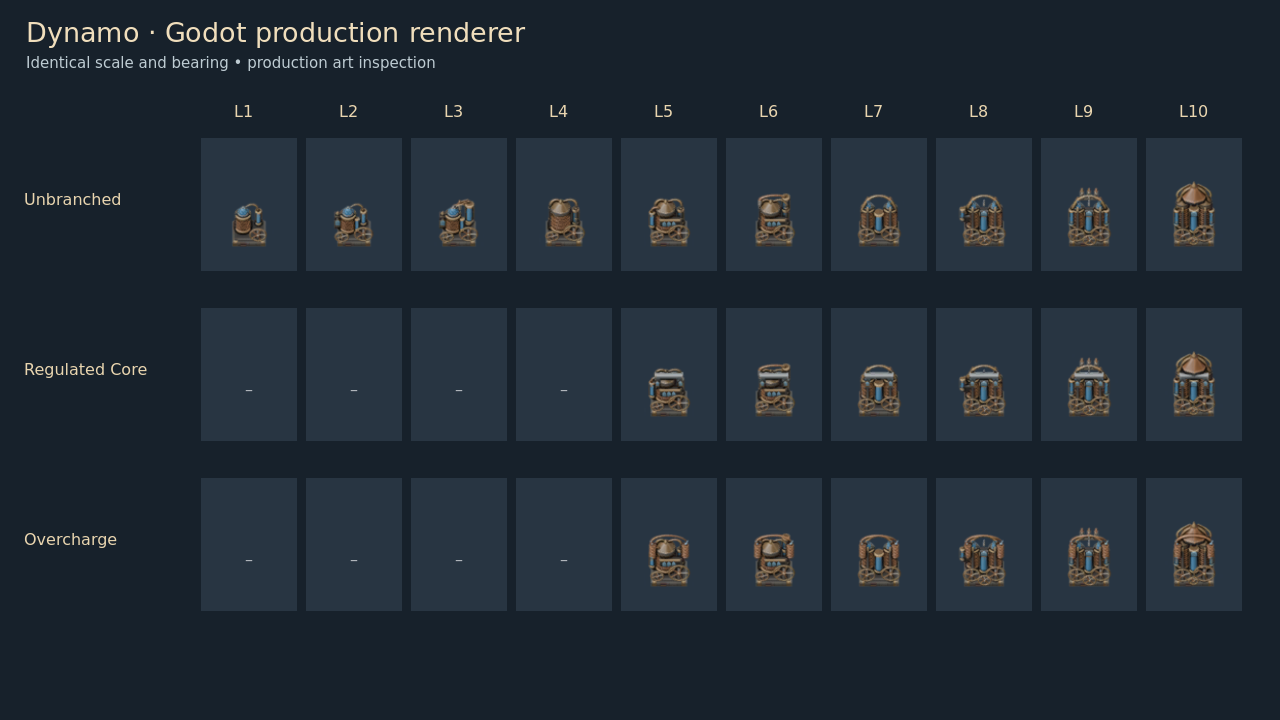 Dynamo · Godot production renderer
Identical scale and bearing • production art inspection
L1 L2 L3 L4 L5 L6 L7 L8 L9 L10
Unbranched
Regulated Core
– – – –
Overcharge
– – – –